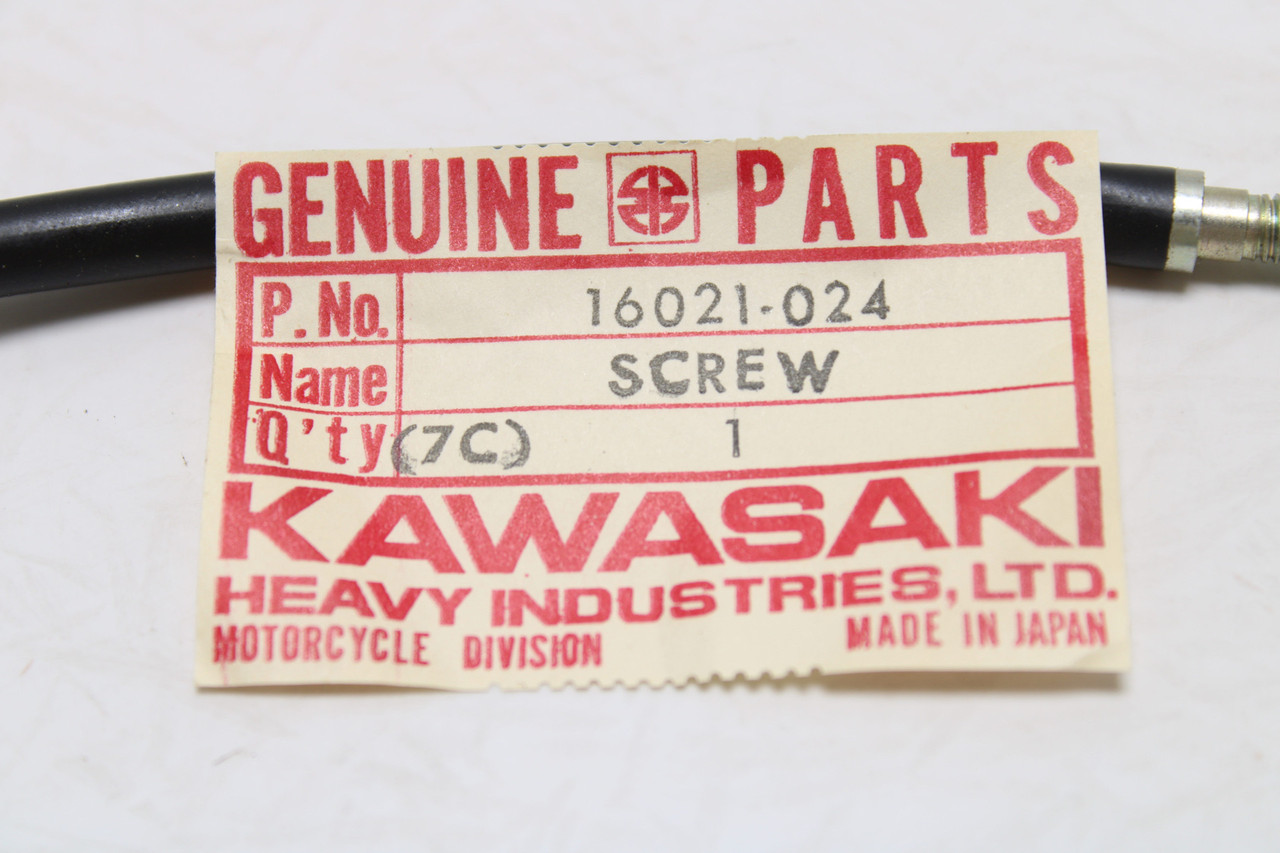 GENUINE PARTS
P. No. 16021-024
Name SCREW
Q'ty (7C) 1
KAWASAKI
HEAVY INDUSTRIES, LTD.
MOTORCYCLE DIVISION MADE IN JAPAN